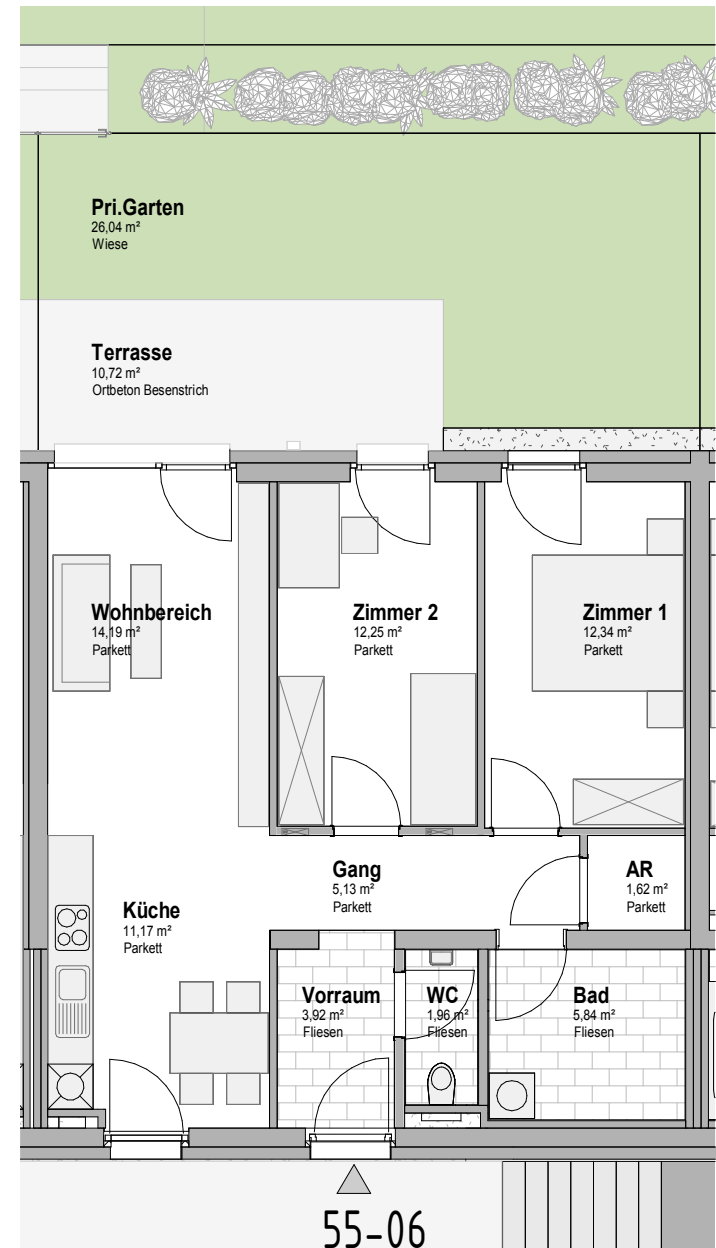 Pri.Garten
26,04 m²
Wiese
Terrasse
10,72 m²
Ortbeton Besenstrich
Wohnbereich
14,19 m²
Parkett
Zimmer 2
12,25 m²
Parkett
Zimmer 1
12,34 m²
Parkett
Gang
5,13 m²
Parkett
AR
1,62 m²
Parkett
Küche
11,17 m²
Parkett
Vorraum
3,92 m²
Fliesen
WC
1,96 m²
Fliesen
Bad
5,84 m²
Fliesen
55-06